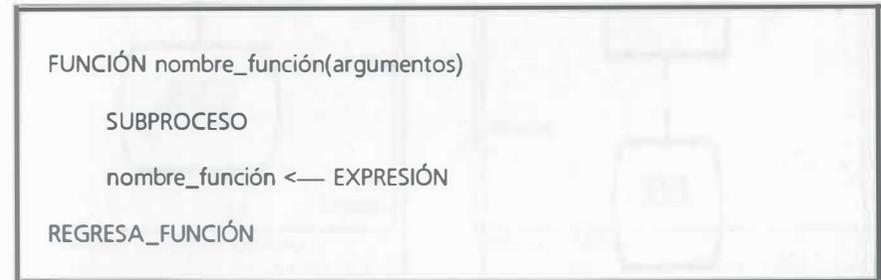 FUNCIÓN nombre_función(argumentos)
SUBPROCESO
nombre_función <— EXPRESIÓN
REGRESA_FUNCIÓN